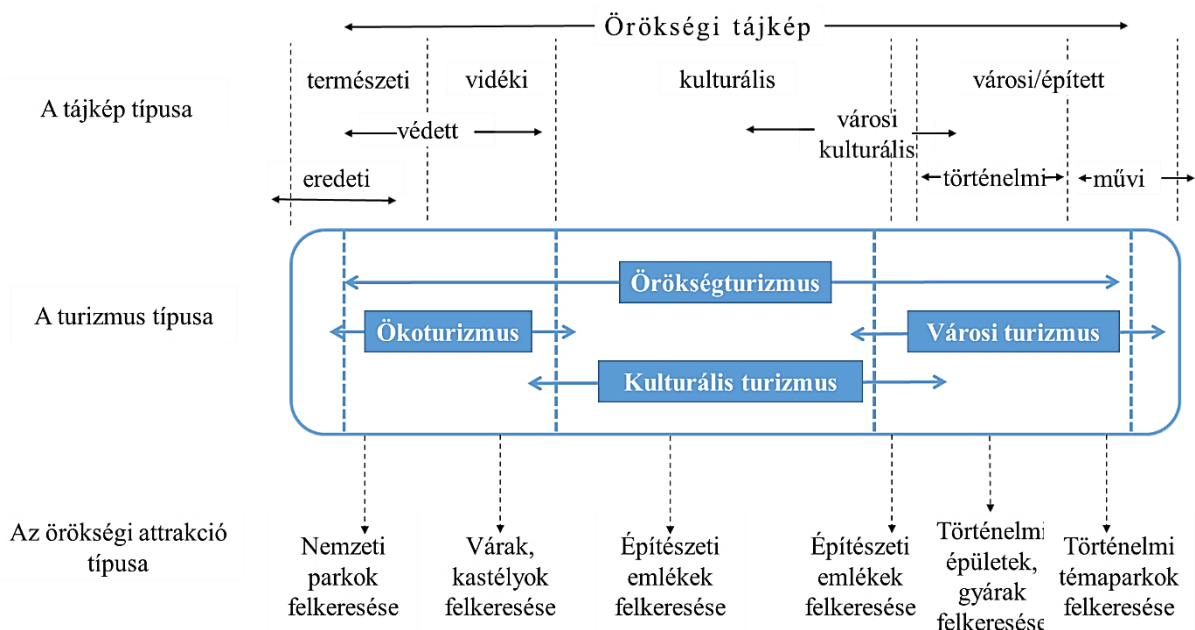 Örökségi tájkép
természeti
vidéki
kulturális
városi/épített
A tájkép típusa
védett
városi
kulturális
eredeti
történelmi
művi
Örökségturizmus
A turizmus típusa
Ökoturizmus
Városi turizmus
Kulturális turizmus
Az örökségi attrakció
típusa
Nemzeti
parkok
felkeresése
Várak,
kastélyok
felkeresése
Építészeti
emlékek
felkeresése
Építészeti
emlékek
felkeresése
Történelmi
épületek,
gyárak
felkeresése
Történelmi
témaparkok
felkeresése